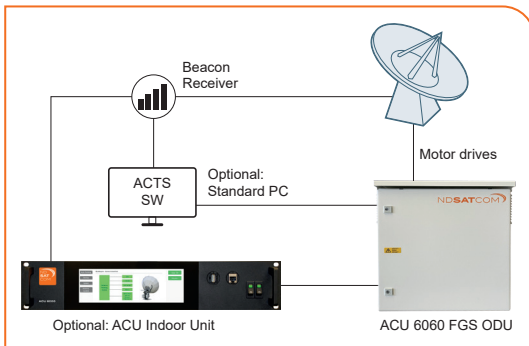 Beacon
Receiver
Motor drives
ACTS
SW
Optional:
Standard PC
NDSATCOM
Optional: ACU Indoor Unit
ACU 6060 FGS ODU